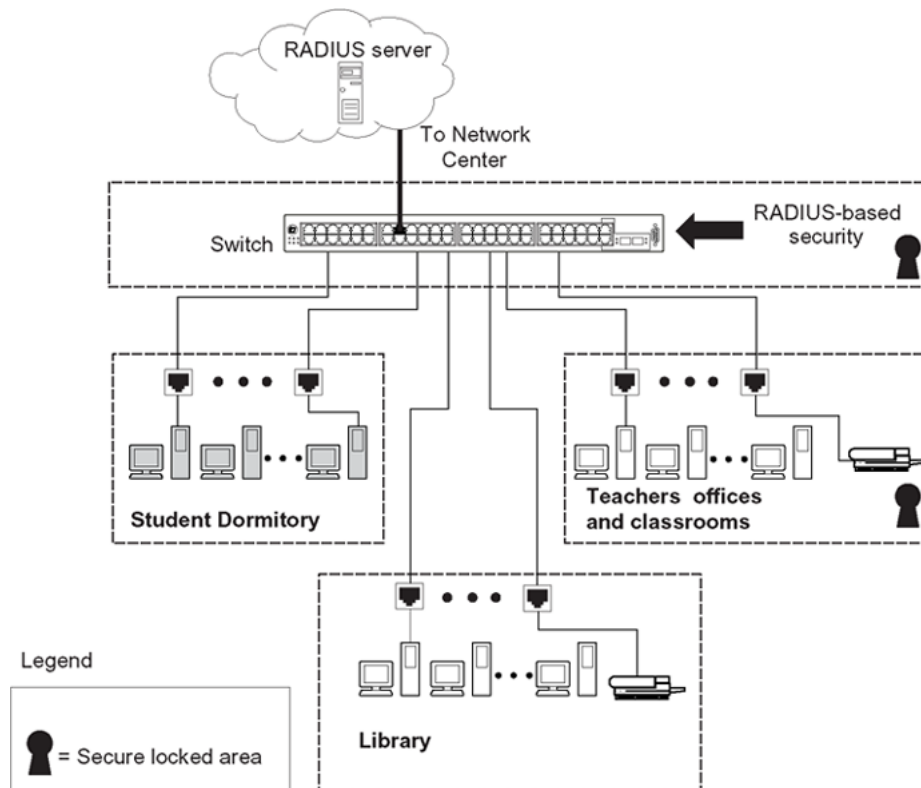 RADIUS server
To Network
Center
RADIUS-based
security
Switch
Student Dormitory
Teachers offices
and classrooms
Library
Legend
= Secure locked area